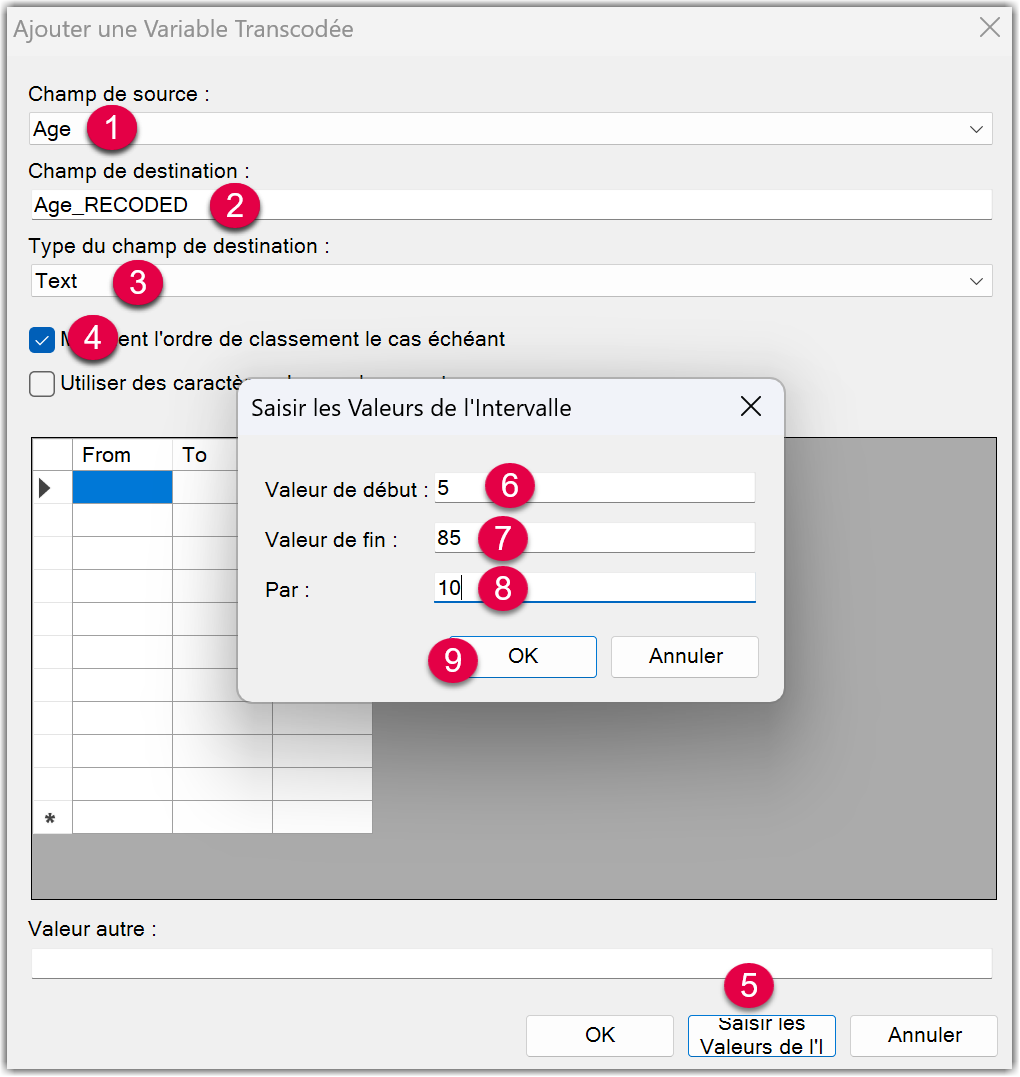 Ajouter une Variable Transcodée
Champ de source :
Age 1
Champ de destination :
Age_RECODED 2
Type du champ de destination :
Text 3
4 l'ordre de classement le cas échéant
Utiliser des
Saisir les Valeurs de l'Intervalle
From To
Valeur de début : 5 6
Valeur de fin : 85 7
Par : 10 8
9 OK Annuler
*
Valeur autre :
5
OK Saisir les Annuler
Valeurs de l'I